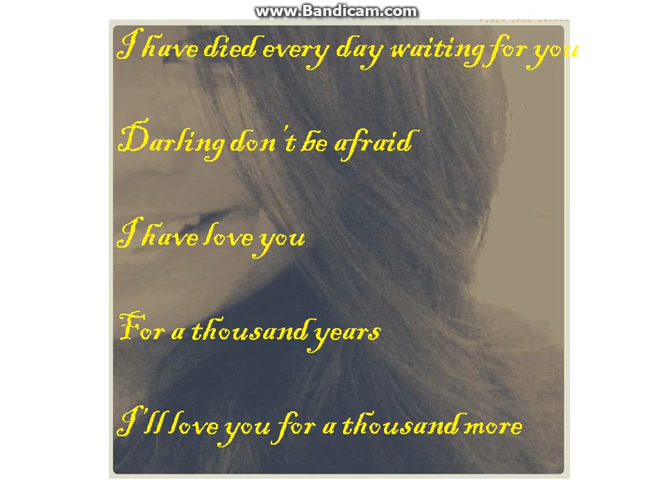 www.Bandicam.com
I have died every day waiting for you
Darling don't be afraid
I have love you
For a thousand years
I'll love you for a thousand more